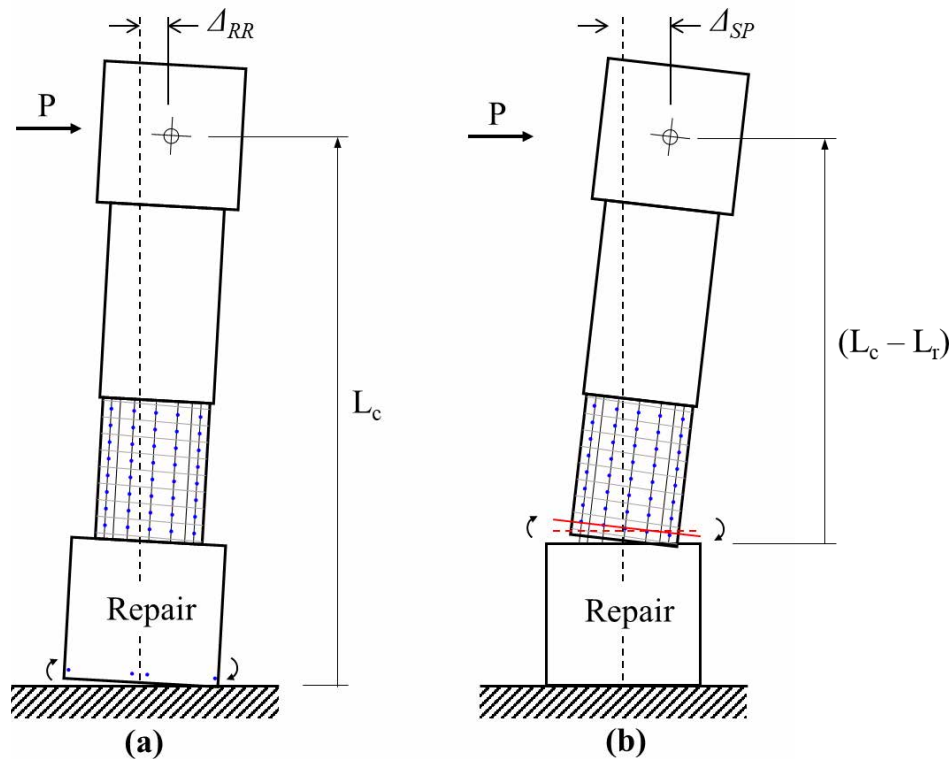 Δ_RR
P
L_c
Repair
(a)
Δ_SP
P
(L_c – L_r)
Repair
(b)